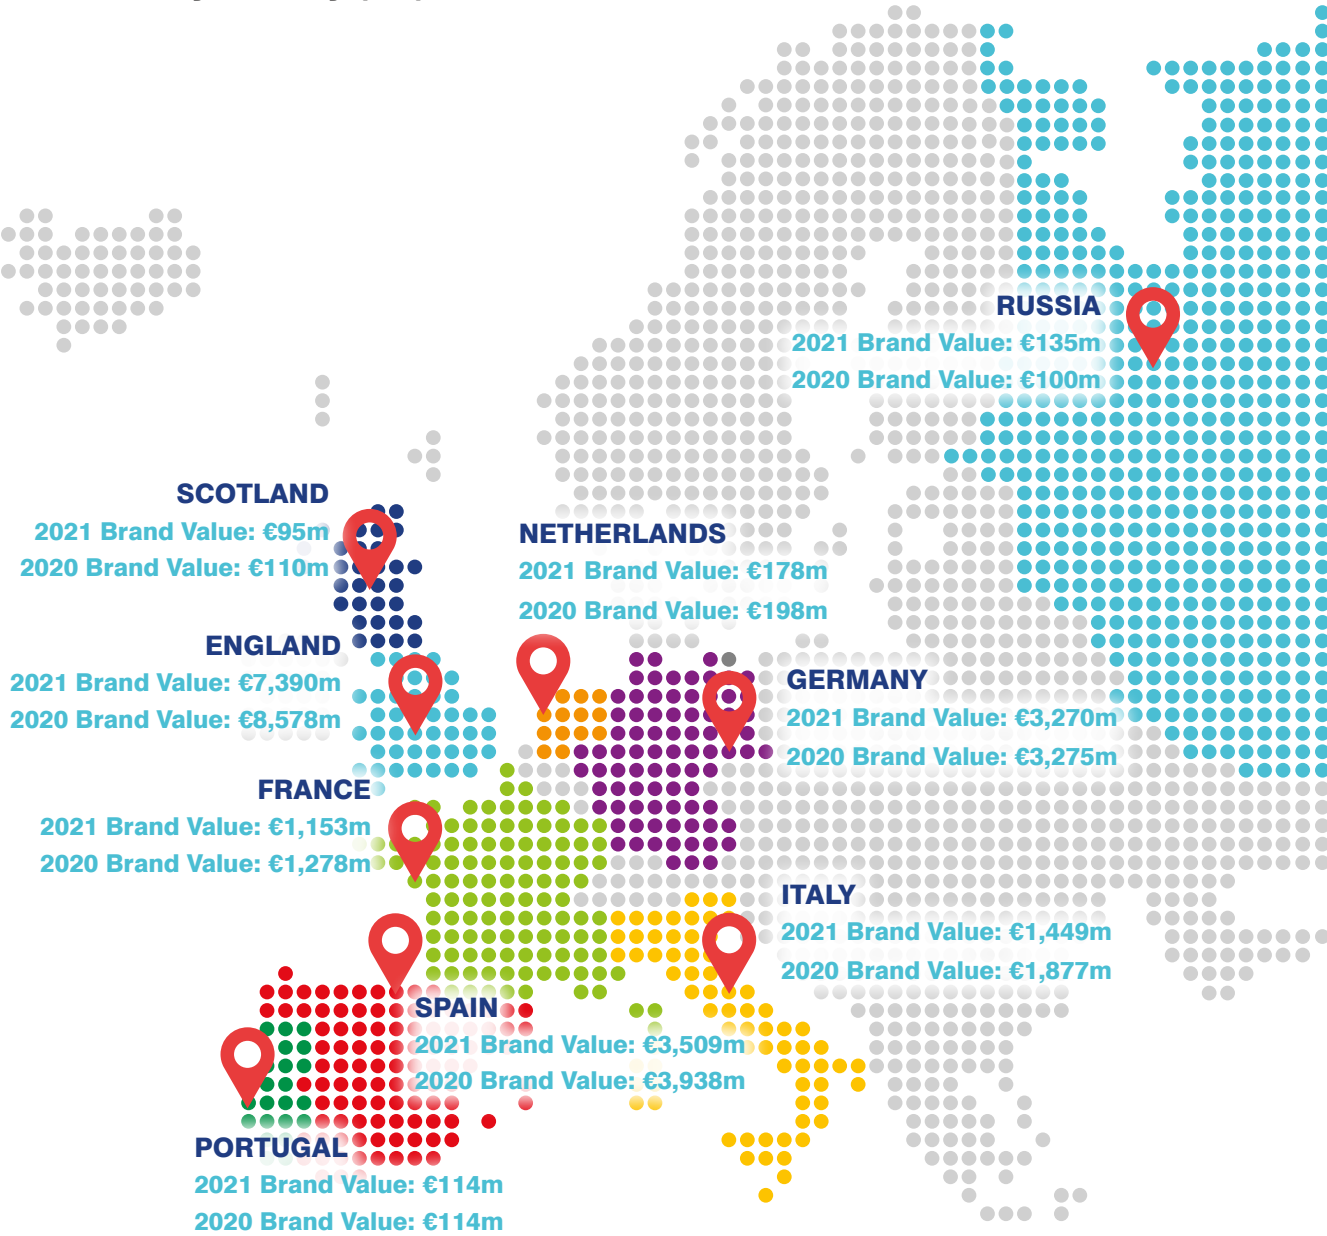 RUSSIA
2021 Brand Value: €135m
2020 Brand Value: €100m
SCOTLAND
2021 Brand Value: €95m
2020 Brand Value: €110m
NETHERLANDS
2021 Brand Value: €178m
2020 Brand Value: €198m
ENGLAND
2021 Brand Value: €7,390m
2020 Brand Value: €8,578m
GERMANY
2021 Brand Value: €3,270m
2020 Brand Value: €3,275m
FRANCE
2021 Brand Value: €1,153m
2020 Brand Value: €1,278m
ITALY
2021 Brand Value: €1,449m
2020 Brand Value: €1,877m
SPAIN
2021 Brand Value: €3,509m
2020 Brand Value: €3,938m
PORTUGAL
2021 Brand Value: €114m
2020 Brand Value: €114m